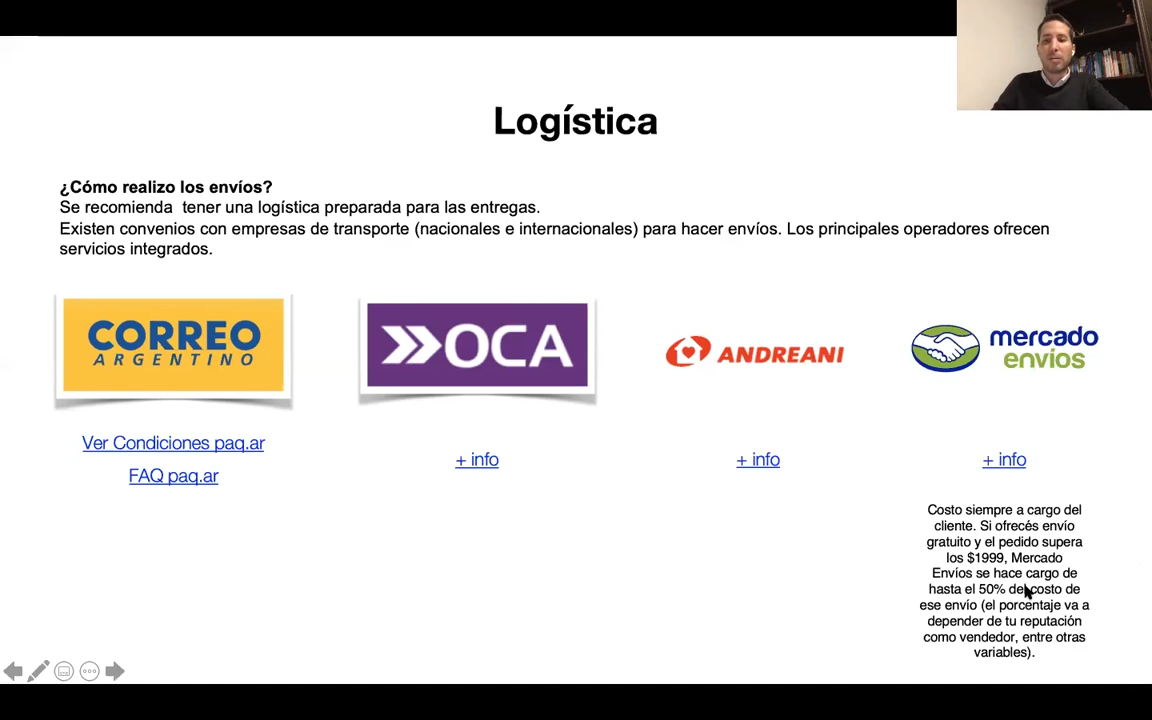 Logística
¿Cómo realizo los envíos?
Se recomienda  tener una logística preparada para las entregas.
Existen convenios con empresas de transporte (nacionales e internacionales) para hacer envíos. Los principales operadores ofrecen
servicios integrados.
CORREO
ARGENTINO
OCA
ANDREANI
mercado
envios
Ver Condiciones paq.ar
FAQ paq.ar
+ info
+ info
+ info
Costo siempre a cargo del
cliente. Si ofrecés envío
gratuito y el pedido supera
los $1999, Mercado
Envíos se hace cargo de
hasta el 50% del costo de
ese envío (el porcentaje va a
depender de tu reputación
como vendedor, entre otras
variables).